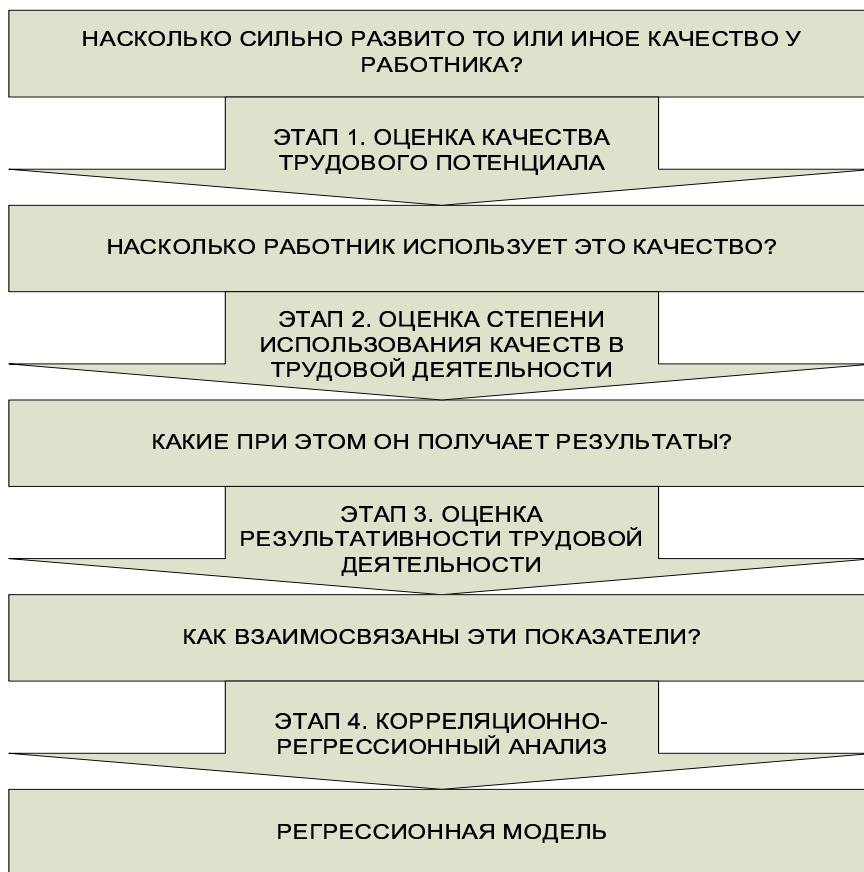 НАСКОЛЬКО СИЛЬНО РАЗВИТО ТО ИЛИ ИНОЕ КАЧЕСТВО У
РАБОТНИКА?
ЭТАП 1. ОЦЕНКА КАЧЕСТВА
ТРУДОВОГО ПОТЕНЦИАЛА
НАСКОЛЬКО РАБОТНИК ИСПОЛЬЗУЕТ ЭТО КАЧЕСТВО?
ЭТАП 2. ОЦЕНКА СТЕПЕНИ
ИСПОЛЬЗОВАНИЯ КАЧЕСТВ В
ТРУДОВОЙ ДЕЯТЕЛЬНОСТИ
КАКИЕ ПРИ ЭТОМ ОН ПОЛУЧАЕТ РЕЗУЛЬТАТЫ?
ЭТАП 3. ОЦЕНКА
РЕЗУЛЬТАТИВНОСТИ ТРУДОВОЙ
ДЕЯТЕЛЬНОСТИ
КАК ВЗАИМОСВЯЗАНЫ ЭТИ ПОКАЗАТЕЛИ?
ЭТАП 4. КОРРЕЛЯЦИОННО-
РЕГРЕССИОННЫЙ АНАЛИЗ
РЕГРЕССИОННАЯ МОДЕЛЬ